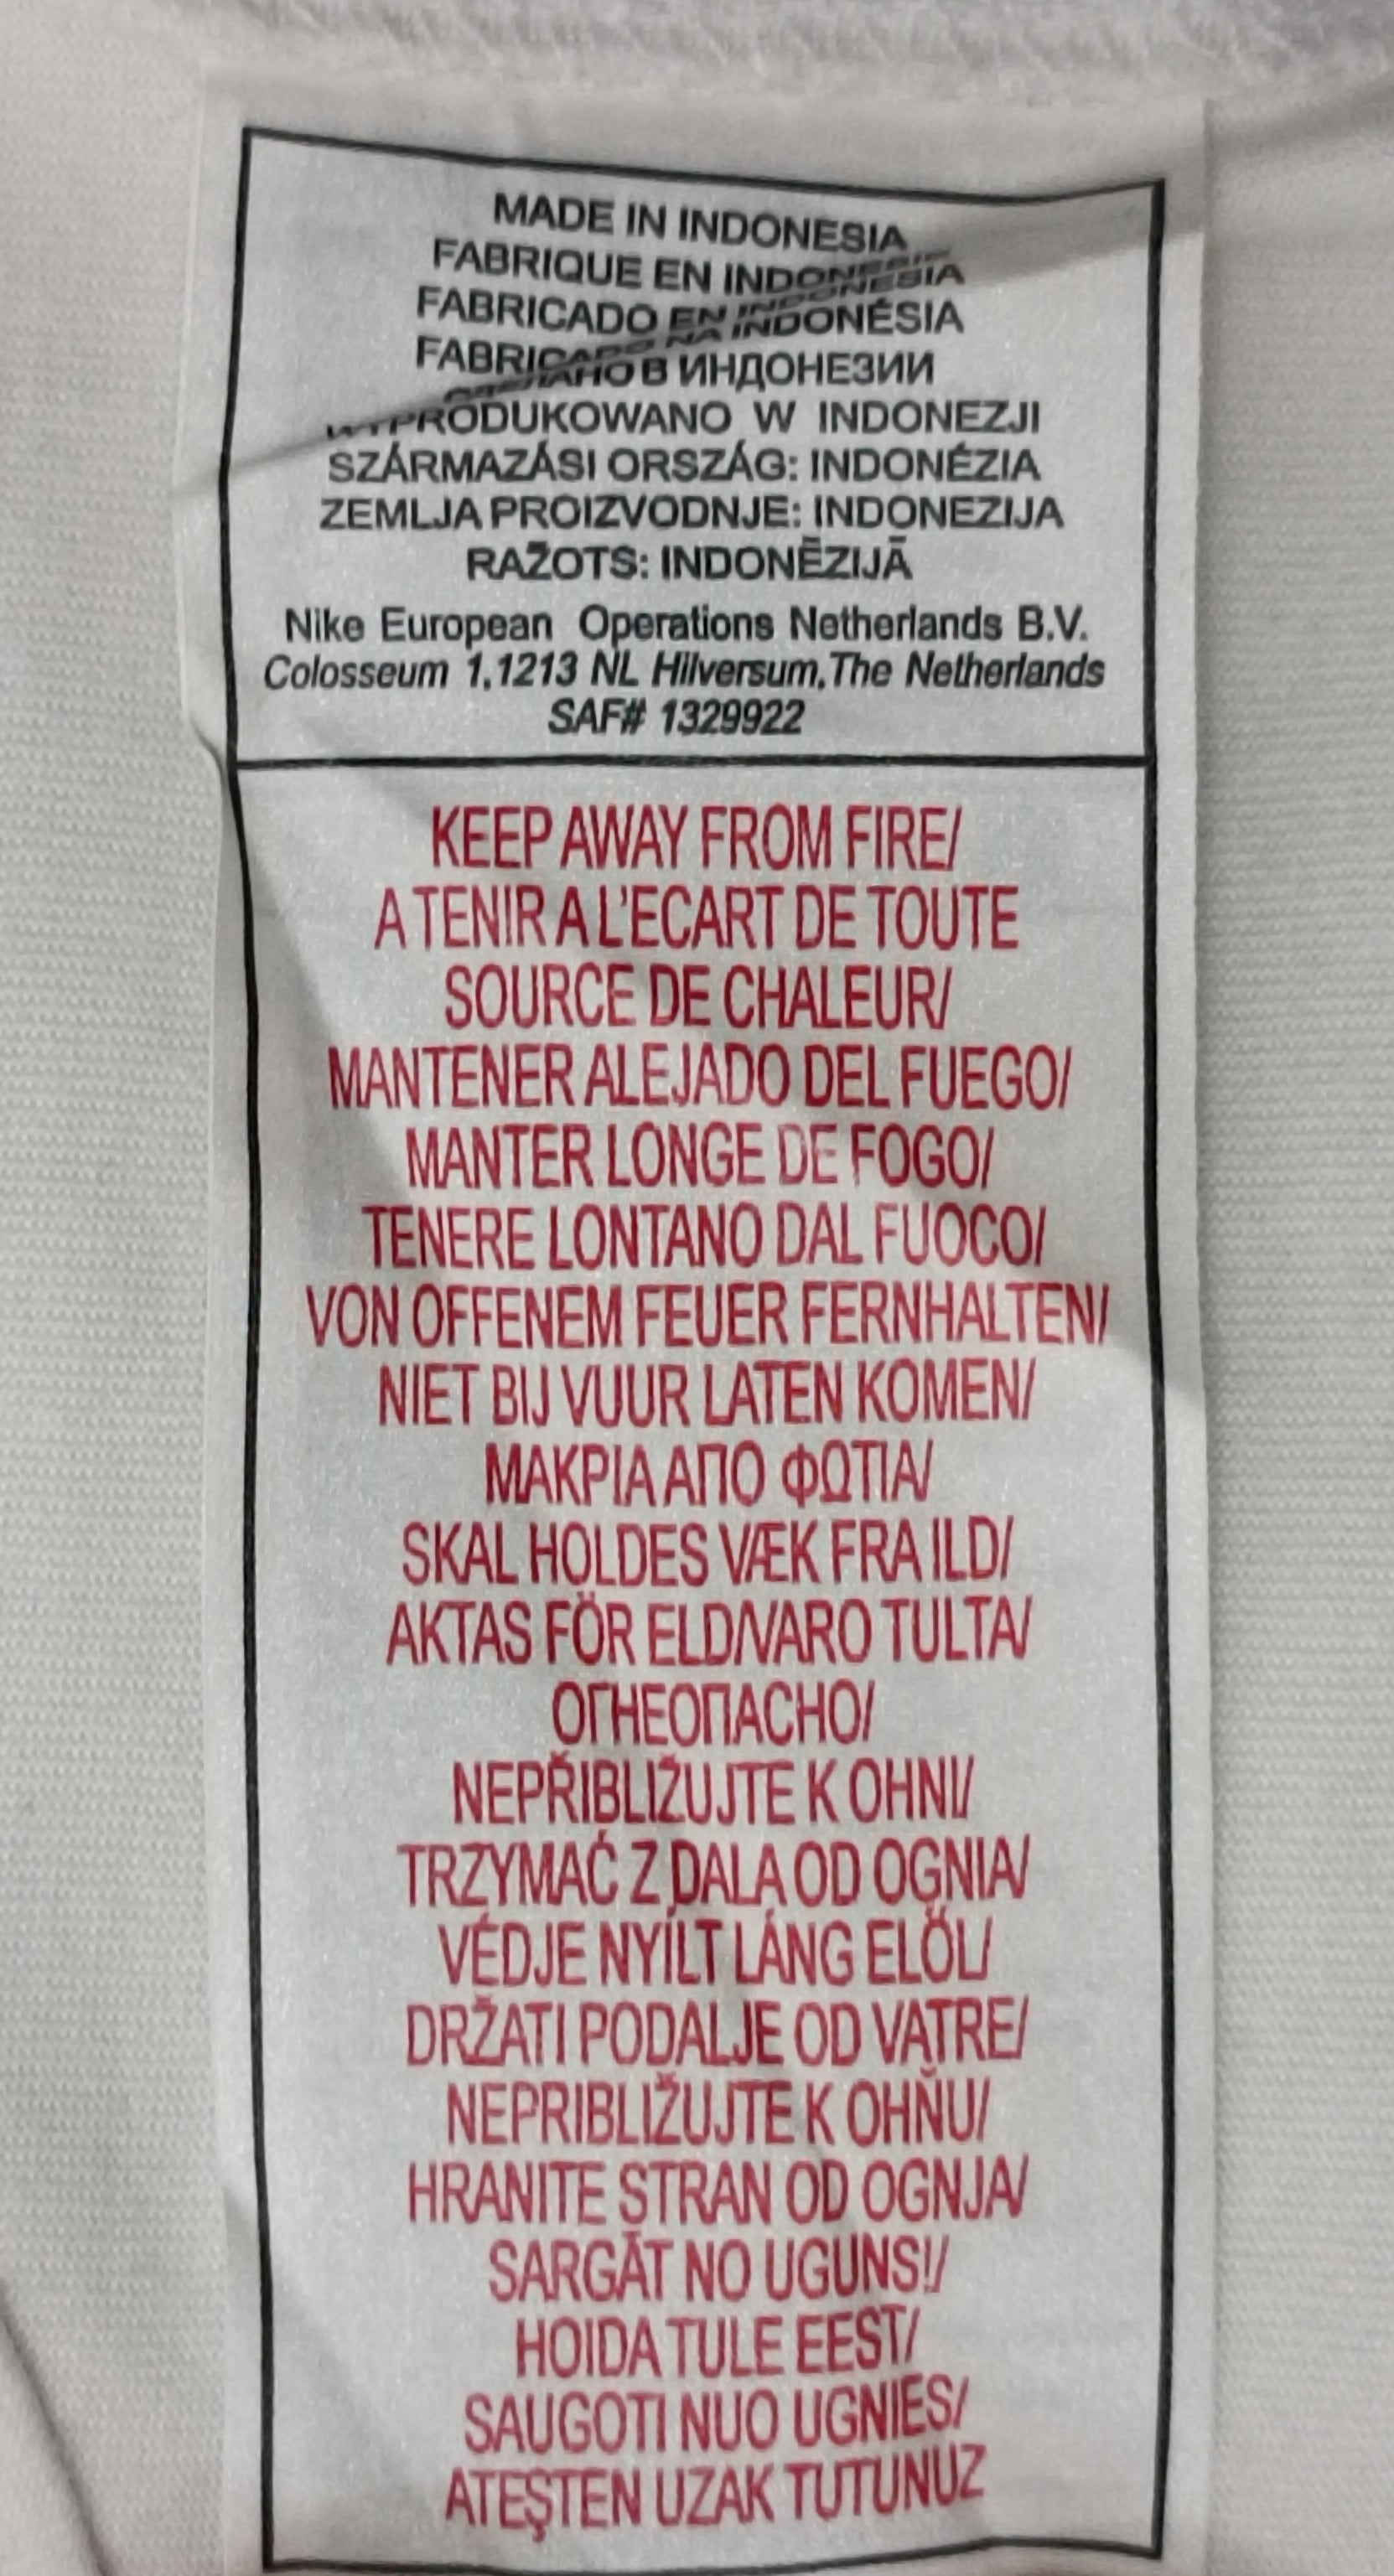 MADE IN INDONESIA
FABRIQUE EN INDONESIE
FABRICADO EN INDONESIA
FABRICADO NA INDONÉSIA
СДЕЛАНО В ИНДОНЕЗИИ
WYPRODUKOWANO W INDONEZJI
SZÁRMAZÁSI ORSZÁG: INDONÉZIA
ZEMLJA PROIZVODNJE: INDONEZIJA
RAŽOTS: INDONĒZIJĀ
Nike European Operations Netherlands B.V.
Colosseum 1,1213 NL Hilversum,The Netherlands
SAF# 1329922
KEEP AWAY FROM FIRE/
A TENIR A L'ECART DE TOUTE
SOURCE DE CHALEUR/
MANTENER ALEJADO DEL FUEGO/
MANTER LONGE DE FOGO/
TENERE LONTANO DAL FUOCO/
VON OFFENEM FEUER FERNHALTEN/
NIET BIJ VUUR LATEN KOMEN/
ΜΑΚΡΙΑ ΑΠΟ ΦΩΤΙΑ/
SKAL HOLDES VÆK FRA ILD/
AKTAS FÖR ELD/VARO TULTA/
ОГНЕОПАСНО/
NEPŘIBLIŽUJTE K OHNI/
TRZYMAĆ Z DALA OD OGNIA/
VÉDJE NYÍLT LÁNG ELŐL/
DRŽATI PODALJE OD VATRE/
NEPRIBLIŽUJTE K OHŇU/
HRANITE STRAN OD OGNJA/
SARGĀT NO UGUNS!/
HOIDA TULE EEST/
SAUGOTI NUO UGNIES/
ATEŞTEN UZAK TUTUNUZ